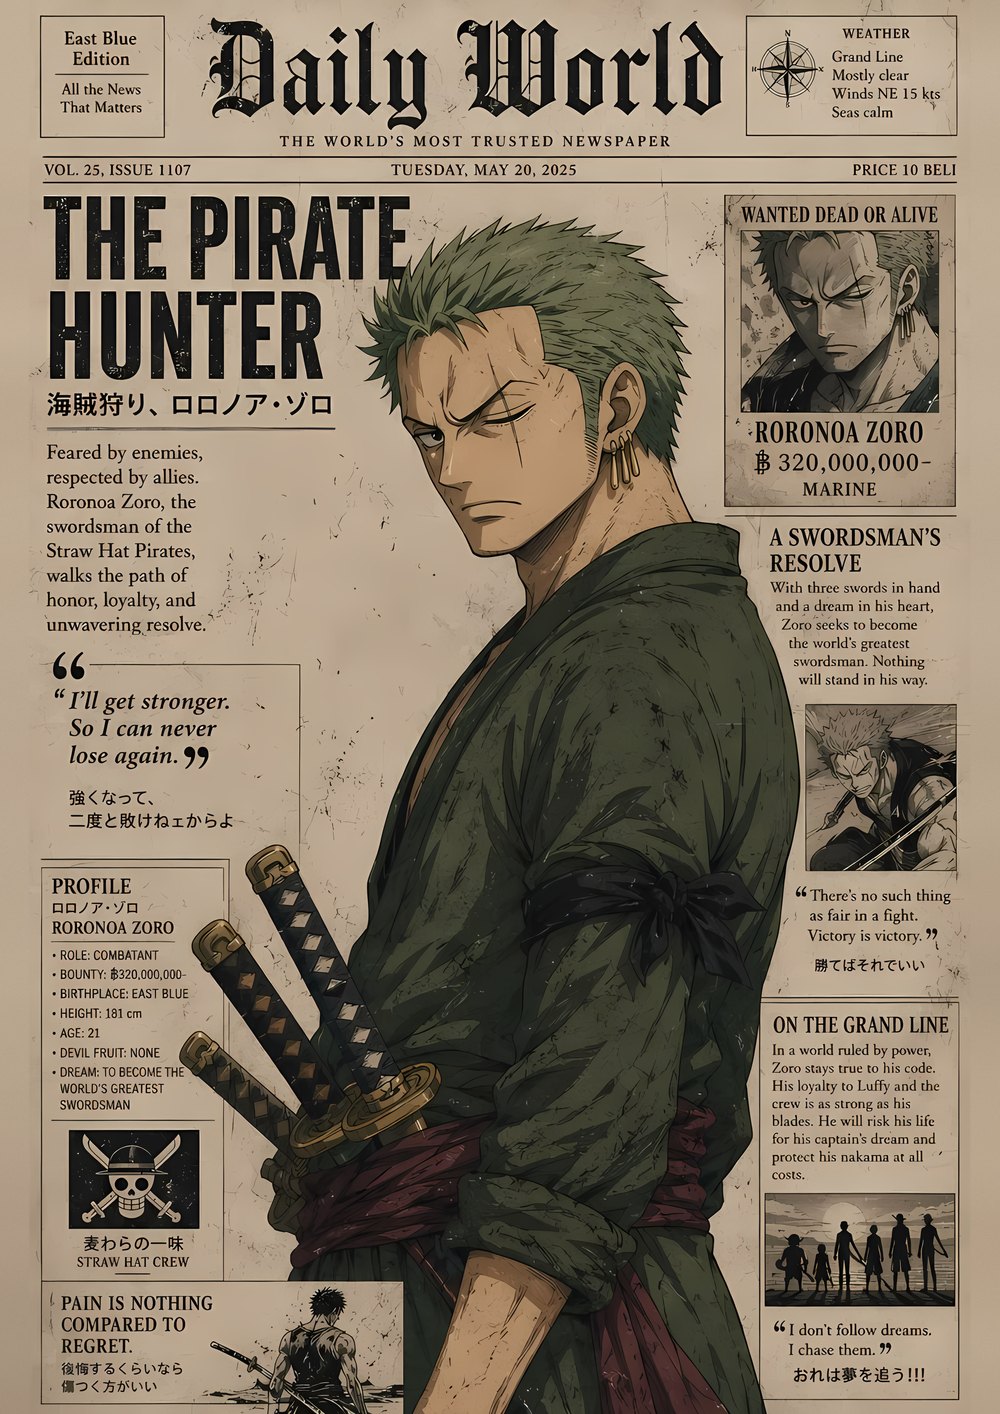 East Blue
Edition
All the News
That Matters
Daily World
THE WORLD'S MOST TRUSTED NEWSPAPER
WEATHER
N
Grand Line
Mostly clear
Winds NE 15 kts
Seas calm
VOL. 25, ISSUE 1107
TUESDAY, MAY 20, 2025
PRICE 10 BELI
THE PIRATE
HUNTER
海賊狩り、ロロノア・ゾロ
Feared by enemies,
respected by allies.
Roronoa Zoro, the
swordsman of the
Straw Hat Pirates,
walks the path of
honor, loyalty, and
unwavering resolve.
“
“I’ll get stronger.
So I can never
lose again.”
強くなって、
二度と敗けねェからよ
PROFILE
ロロノア・ゾロ
RORONOA ZORO
• ROLE: COMBATANT
• BOUNTY: ฿320,000,000-
• BIRTHPLACE: EAST BLUE
• HEIGHT: 181 cm
• AGE: 21
• DEVIL FRUIT: NONE
• DREAM: TO BECOME THE
WORLD'S GREATEST
SWORDSMAN
麦わらの一味
STRAW HAT CREW
PAIN IS NOTHING
COMPARED TO
REGRET.
後悔するくらいなら
傷つく方がいい
WANTED DEAD OR ALIVE
RORONOA ZORO
฿ 320,000,000-
MARINE
A SWORDSMAN'S
RESOLVE
With three swords in hand
and a dream in his heart,
Zoro seeks to become
the world's greatest
swordsman. Nothing
will stand in his way.
“There's no such thing
as fair in a fight.
Victory is victory.”
勝てばそれでいい
ON THE GRAND LINE
In a world ruled by power,
Zoro stays true to his code.
His loyalty to Luffy and the
crew is as strong as his
blades. He will risk his life
for his captain's dream and
protect his nakama at all
costs.
“I don't follow dreams.
I chase them.”
おれは夢を追う!!!